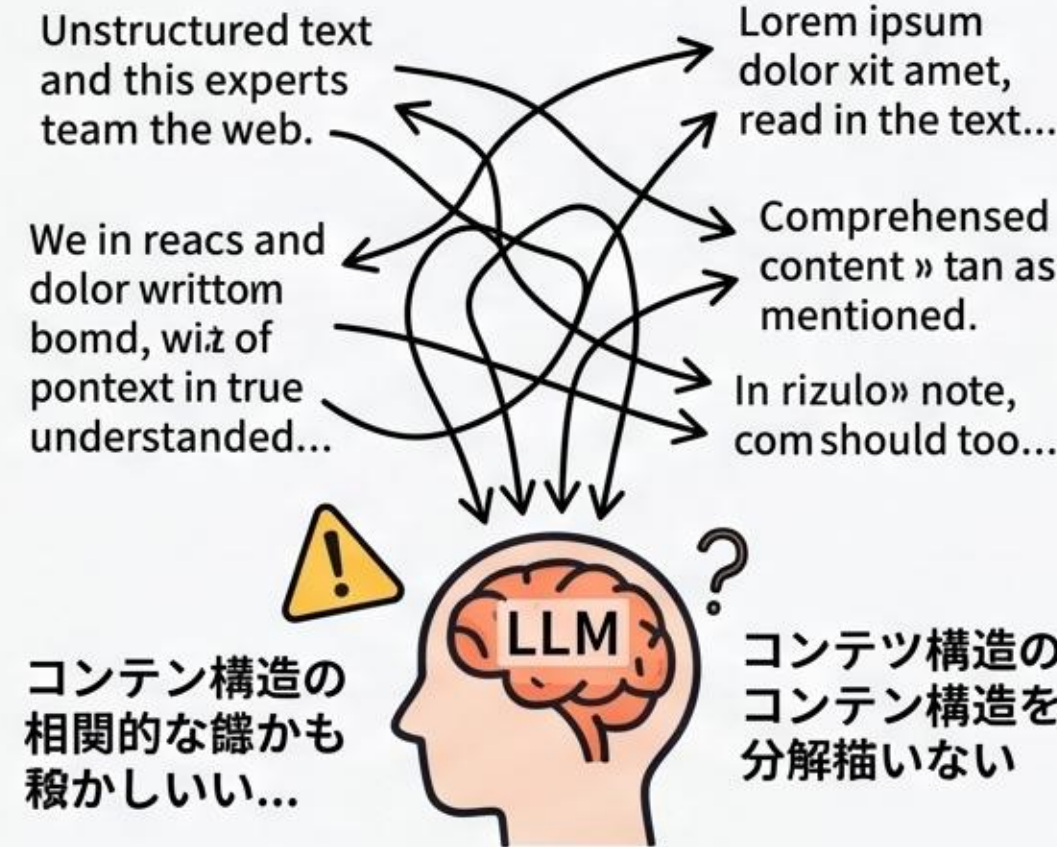 Unstructured text
and this experts
team the web.
We in reacs and
dolor writtom
bomd, of
pontext in true
understanded...
Lorem ipsum
dolor xit amet,
read in the text...
Comprehensed
content » tan as
mentioned.
In rizulo» note,
com should too...
LLM
コンテン構造の
相関的な かも
かしいい...
コンテツ構造の
コンテン構造を
分解描いない